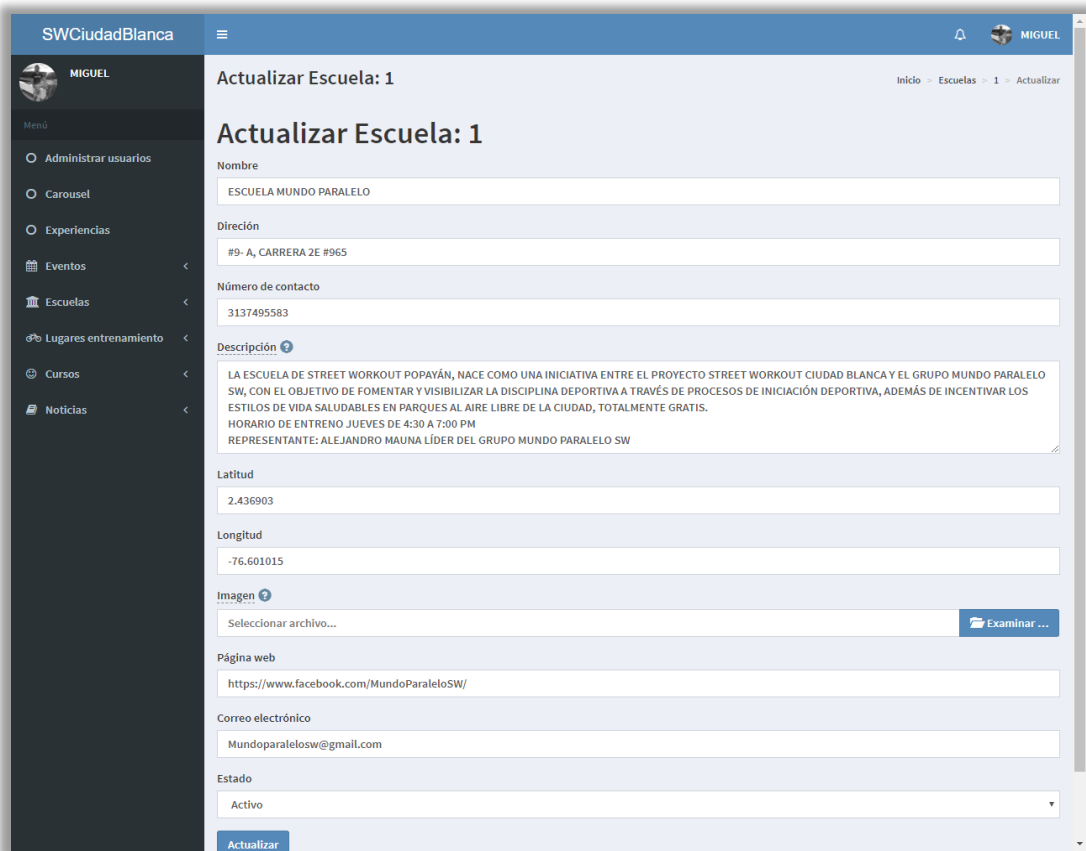 SWCiudadBlanca
MIGUEL
MIGUEL
Menú
Administrar usuarios
Carousel
Experiencias
Eventos
Escuelas
Lugares entrenamiento
Cursos
Noticias
Actualizar Escuela: 1
Inicio > Escuelas > 1 > Actualizar
Actualizar Escuela: 1
Nombre
ESCUELA MUNDO PARALELO
Direción
#9- A, CARRERA 2E #965
Número de contacto
3137495583
Descripción ?
LA ESCUELA DE STREET WORKOUT POPAYÁN, NACE COMO UNA INICIATIVA ENTRE EL PROYECTO STREET WORKOUT CIUDAD BLANCA Y EL GRUPO MUNDO PARALELO
SW, CON EL OBJETIVO DE FOMENTAR Y VISIBILIZAR LA DISCIPLINA DEPORTIVA A TRAVÉS DE PROCESOS DE INICIACIÓN DEPORTIVA, ADEMÁS DE INCENTIVAR LOS
ESTILOS DE VIDA SALUDABLES EN PARQUES AL AIRE LIBRE DE LA CIUDAD, TOTALMENTE GRATIS.
HORARIO DE ENTRENO JUEVES DE 4:30 A 7:00 PM
REPRESENTANTE: ALEJANDRO MAUNA LÍDER DEL GRUPO MUNDO PARALELO SW
Latitud
2.436903
Longitud
-76.601015
Imagen ?
Seleccionar archivo...
Examinar ...
Página web
https://www.facebook.com/MundoParaleloSW/
Correo electrónico
Mundoparalelosw@gmail.com
Estado
Activo
Actualizar